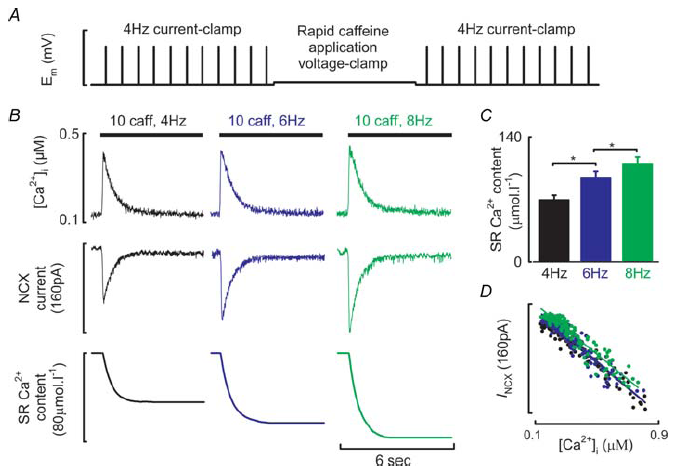 A
4Hz current-clamp
Rapid caffeine
application
voltage-clamp
4Hz current-clamp
Em (mV)
B
10 caff, 4Hz
10 caff, 6Hz
10 caff, 8Hz
0.5
[Ca2+]i (μM)
0.1
NCX
current
(160pA)
SR Ca2+
content
(80μmol.l-1)
6 sec
C
140
SR Ca2+ content
(μmol.l-1)
0
*
*
4Hz
6Hz
8Hz
D
INCX (160pA)
0.1
0.9
[Ca2+]i (μM)